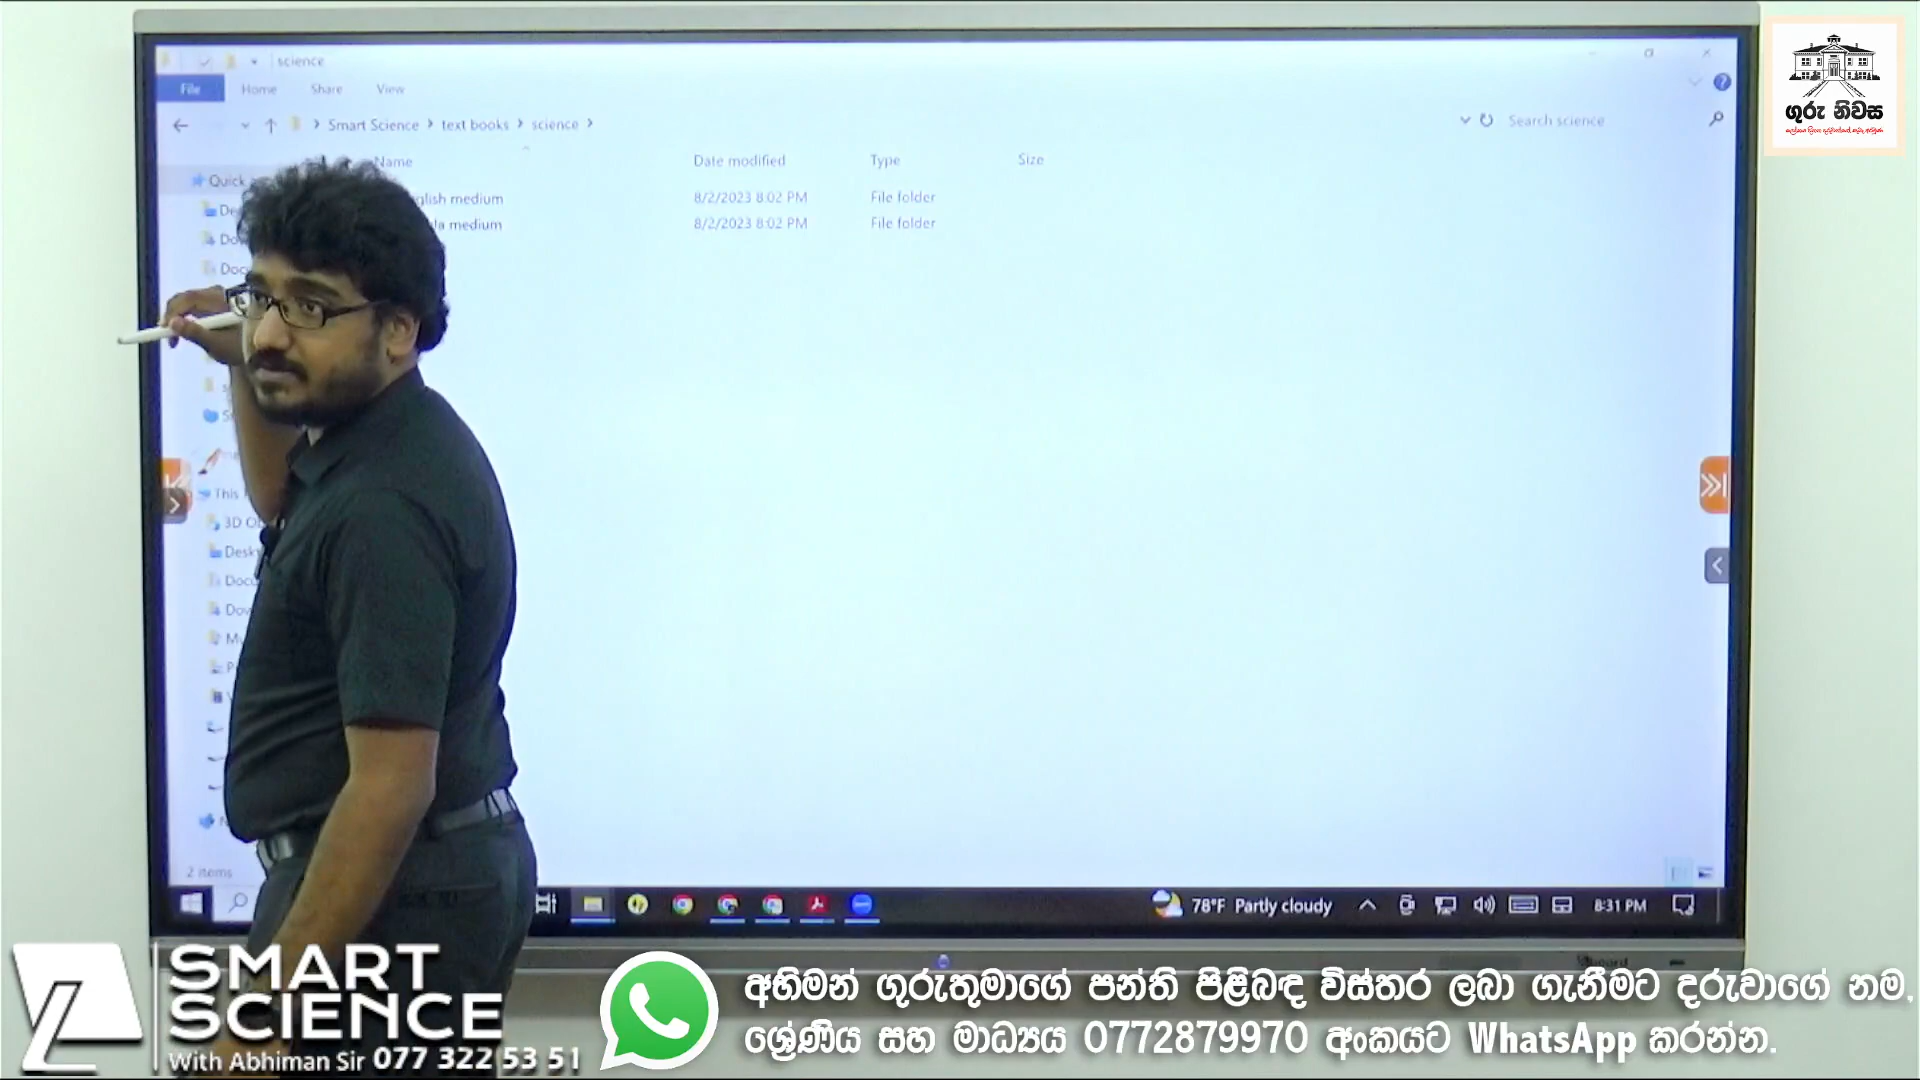 science
File Home Share View
Smart Science > text books > science >
Search science
Name Date modified Type Size
Quick
medium 8/2/2023 8:02 PM File folder
medium 8/2/2023 8:02 PM File folder
This
3D
2 items
78°F Partly cloudy 8:31 PM
ගුරු නිවස
SMART
SCIENCE
With Abhiman Sir 077 322 53 51
අභිමන් ගුරුතුමාගේ පන්ති පිළිබඳ විස්තර ලබා ගැනීමට දරුවාගේ නම,
ශ්‍රේණිය සහ මාධ්‍යය 0772879970 අංකයට WhatsApp කරන්න.